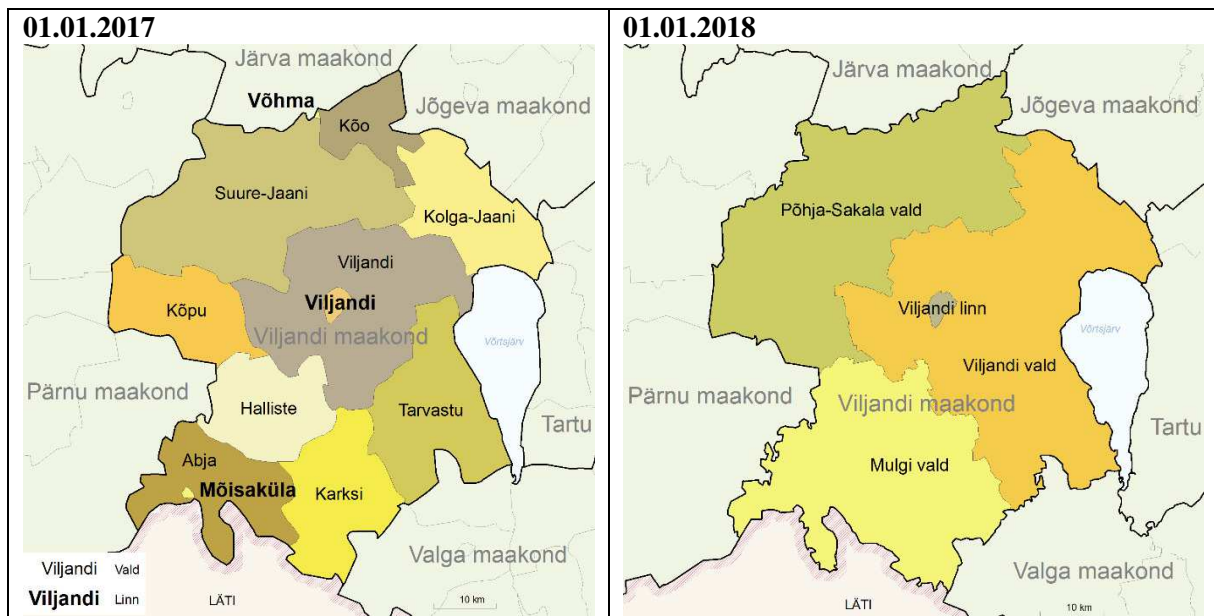 01.01.2017
Järva maakond
Võhma
Jõgeva maakond
Kõo
Suure-Jaani
Kolga-Jaani
Viljandi
Kõpu
Viljandi
Viljandi maakond
Võrtsjärv
Pärnu maakond
Halliste
Tarvastu
Tartu
Abja
Mõisaküla
Karksi
Valga maakond
Viljandi Vald
Viljandi Linn
LÄTI
10 km
01.01.2018
Järva maakond
Jõgeva maakond
Põhja-Sakala vald
Viljandi linn
Võrtsjärv
Viljandi vald
Pärnu maakond
Viljandi maakond
Tartu
Mulgi vald
Valga maakond
LÄTI
10 km